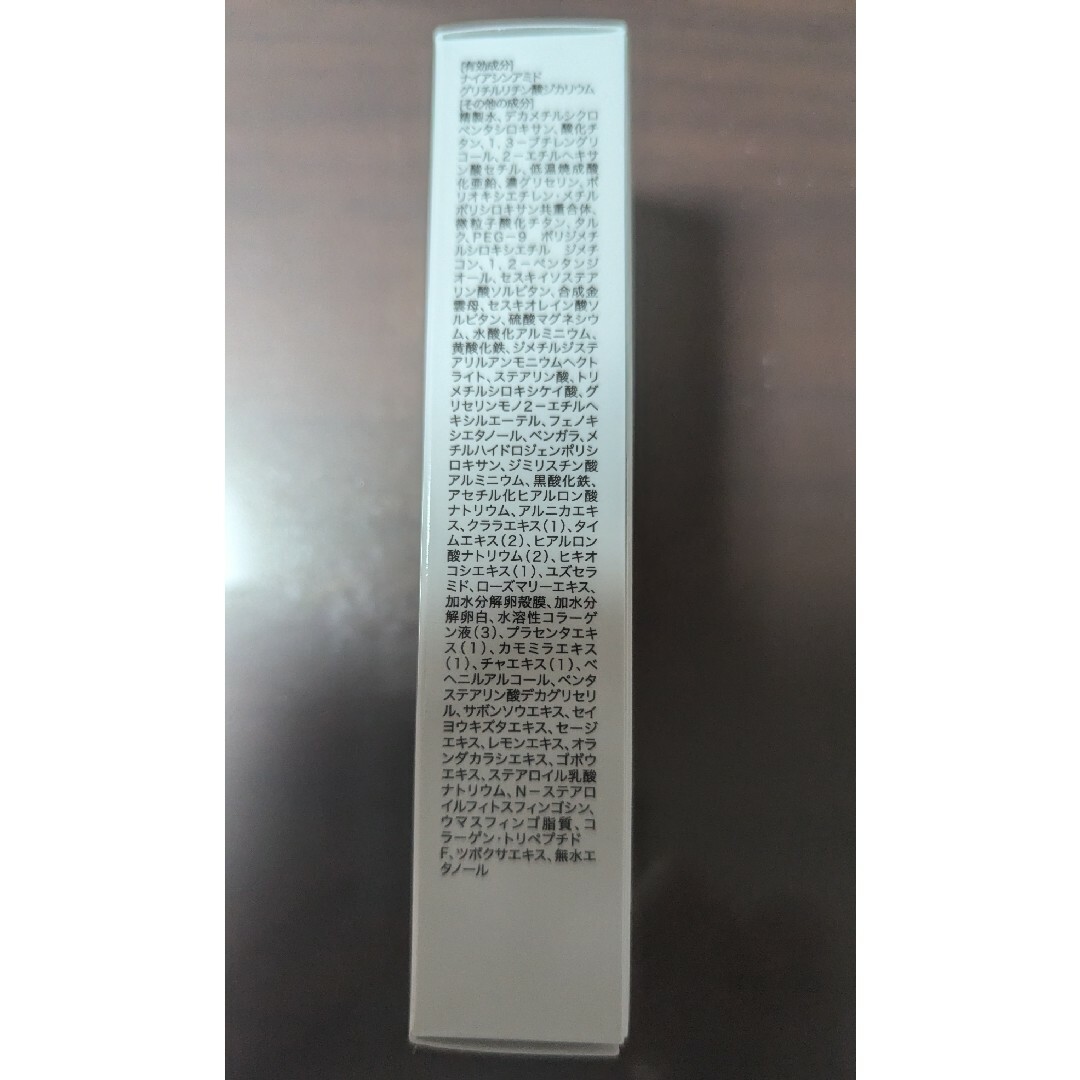 [有効成分]
ナイアシンアミド
グリチルリチン酸ジカリウム
[その他の成分]
精製水、デカメチルシクロ
ペンタシロキサン、酸化チ
タン、1，3－ブチレングリ
コール、2－エチルヘキサ
ン酸セチル、低温焼成酸
化亜鉛、濃グリセリン、ポ
リオキシエチレン・メチル
ポリシロキサン共重合体、
微粒子酸化チタン、タル
ク、PEG－9 ポリジメチ
ルシロキシエチル ジメチ
コン、1，2－ペンタンジ
オール、セスキイソステア
リン酸ソルビタン、合成金
雲母、セスキオレイン酸ソ
ルビタン、硫酸マグネシウ
ム、水酸化アルミニウム、
黄酸化鉄、ジメチルジステ
アリルアンモニウムヘクト
ライト、ステアリン酸、トリ
メチルシロキシケイ酸、グ
リセリンモノ2－エチルヘ
キシルエーテル、フェノキ
シエタノール、ベンガラ、メ
チルハイドロジェンポリシ
ロキサン、ジミリスチン酸
アルミニウム、黒酸化鉄、
アセチル化ヒアルロン酸
ナトリウム、アルニカエキ
ス、クララエキス（1）、タイ
ムエキス（2）、ヒアルロン
酸ナトリウム（2）、ヒキオ
コシエキス（1）、ユズセラ
ミド、ローズマリーエキス、
加水分解卵殻膜、加水分
解卵白、水溶性コラーゲ
ン液（3）、プラセンタエキ
ス（1）、カモミラエキス
（1）、チャエキス（1）、ベ
ヘニルアルコール、ペンタ
ステアリン酸デカグリセリ
ル、サボンソウエキス、セイ
ヨウキズタエキス、セージ
エキス、レモンエキス、オラ
ンダカラシエキス、ゴボウ
エキス、ステアロイル乳酸
ナトリウム、N－ステアロ
イルフィトスフィンゴシン、
ウマスフィンゴ脂質、コ
ラーゲン・トリペプチド
F、ツボクサエキス、無水エ
タノール